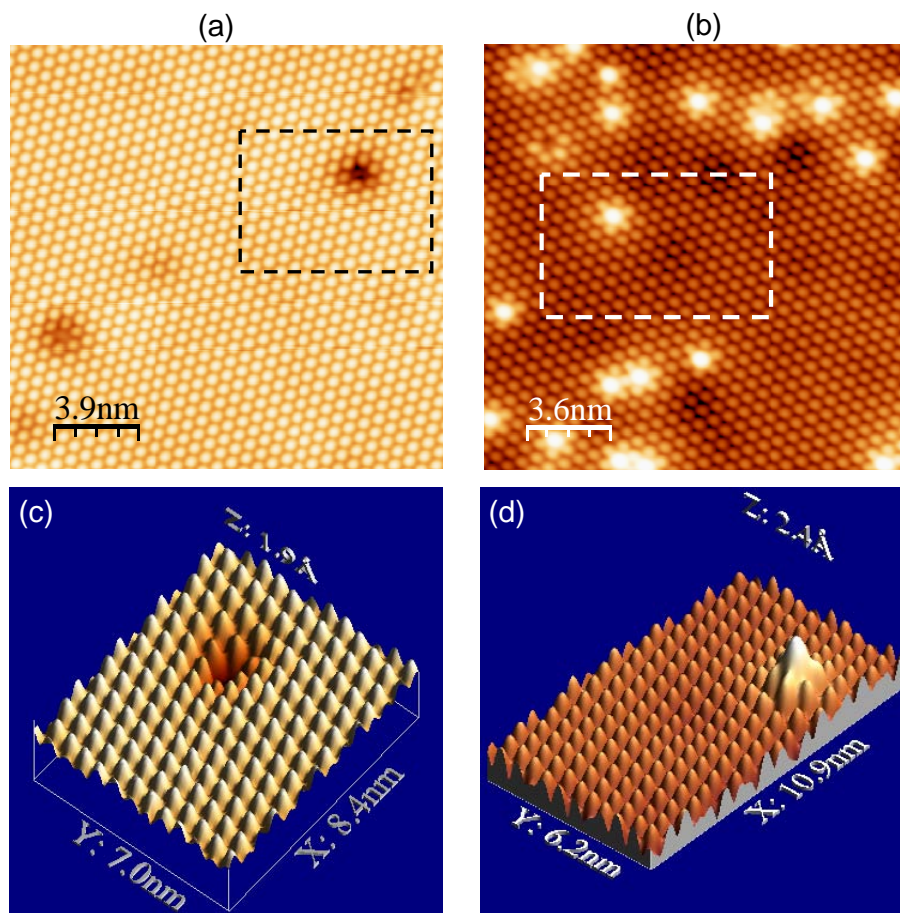 (a)
(b)
3.9nm
3.6nm
(c)
Z: 1.9Å
Y: 7.0nm
X: 8.4nm
(d)
Z: 2.4Å
Y: 6.2nm
X: 10.9nm